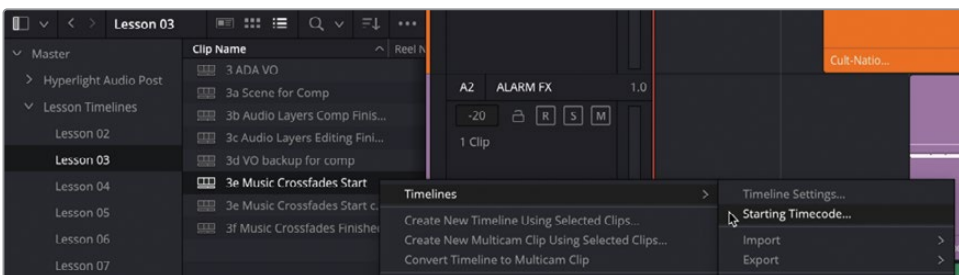 Lesson 03
Clip Name
Reel N
Master
Hyperlight Audio Post
Lesson Timelines
Lesson 02
Lesson 03
Lesson 04
Lesson 05
Lesson 06
Lesson 07
3 ADA VO
3a Scene for Comp
3b Audio Layers Comp Finis...
3c Audio Layers Editing Fini...
3d VO backup for comp
3e Music Crossfades Start
3e Music Crossfades Start c...
3f Music Crossfades Finished
A2 ALARM FX 1.0
-20 R S M
1 Clip
Cult-Natio...
Timelines
Create New Timeline Using Selected Clips...
Create New Multicam Clip Using Selected Clips...
Convert Timeline to Multicam Clip
Timeline Settings...
Starting Timecode...
Import
Export